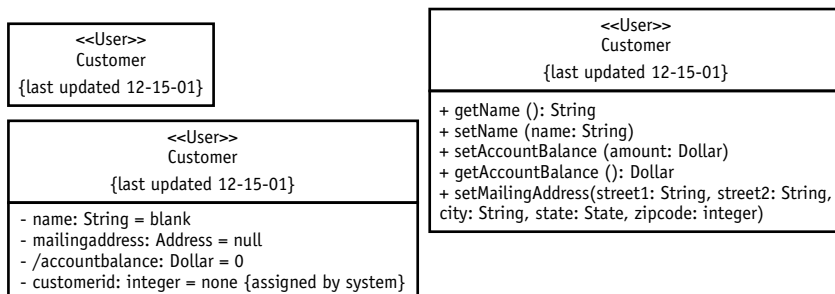 <<User>>
Customer
{last updated 12-15-01}
<<User>>
Customer
{last updated 12-15-01}
- name: String = blank
- mailingaddress: Address = null
- /accountbalance: Dollar = 0
- customerid: integer = none {assigned by system}
<<User>>
Customer
{last updated 12-15-01}
+ getName (): String
+ setName (name: String)
+ setAccountBalance (amount: Dollar)
+ getAccountBalance (): Dollar
+ setMailingAddress(street1: String, street2: String,
city: String, state: State, zipcode: integer)